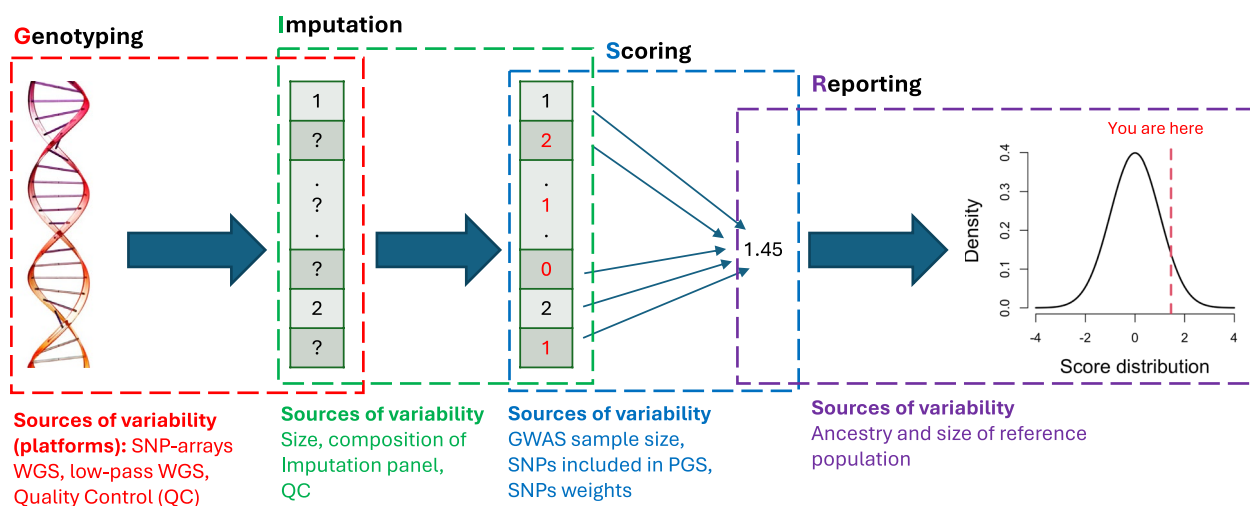 Genotyping
Imputation
Scoring
Reporting
1
?
.
?
.
?
2
?
1
2
.
1
.
0
2
1
1.45
You are here
Density
0.4
0.3
0.2
0.1
0.0
-4
-2
0
2
4
Score distribution
Sources of variability
(platforms): SNP-arrays
WGS, low-pass WGS,
Quality Control (QC)
Sources of variability
Size, composition of
Imputation panel,
QC
Sources of variability
GWAS sample size,
SNPs included in PGS,
SNPs weights
Sources of variability
Ancestry and size of reference
population